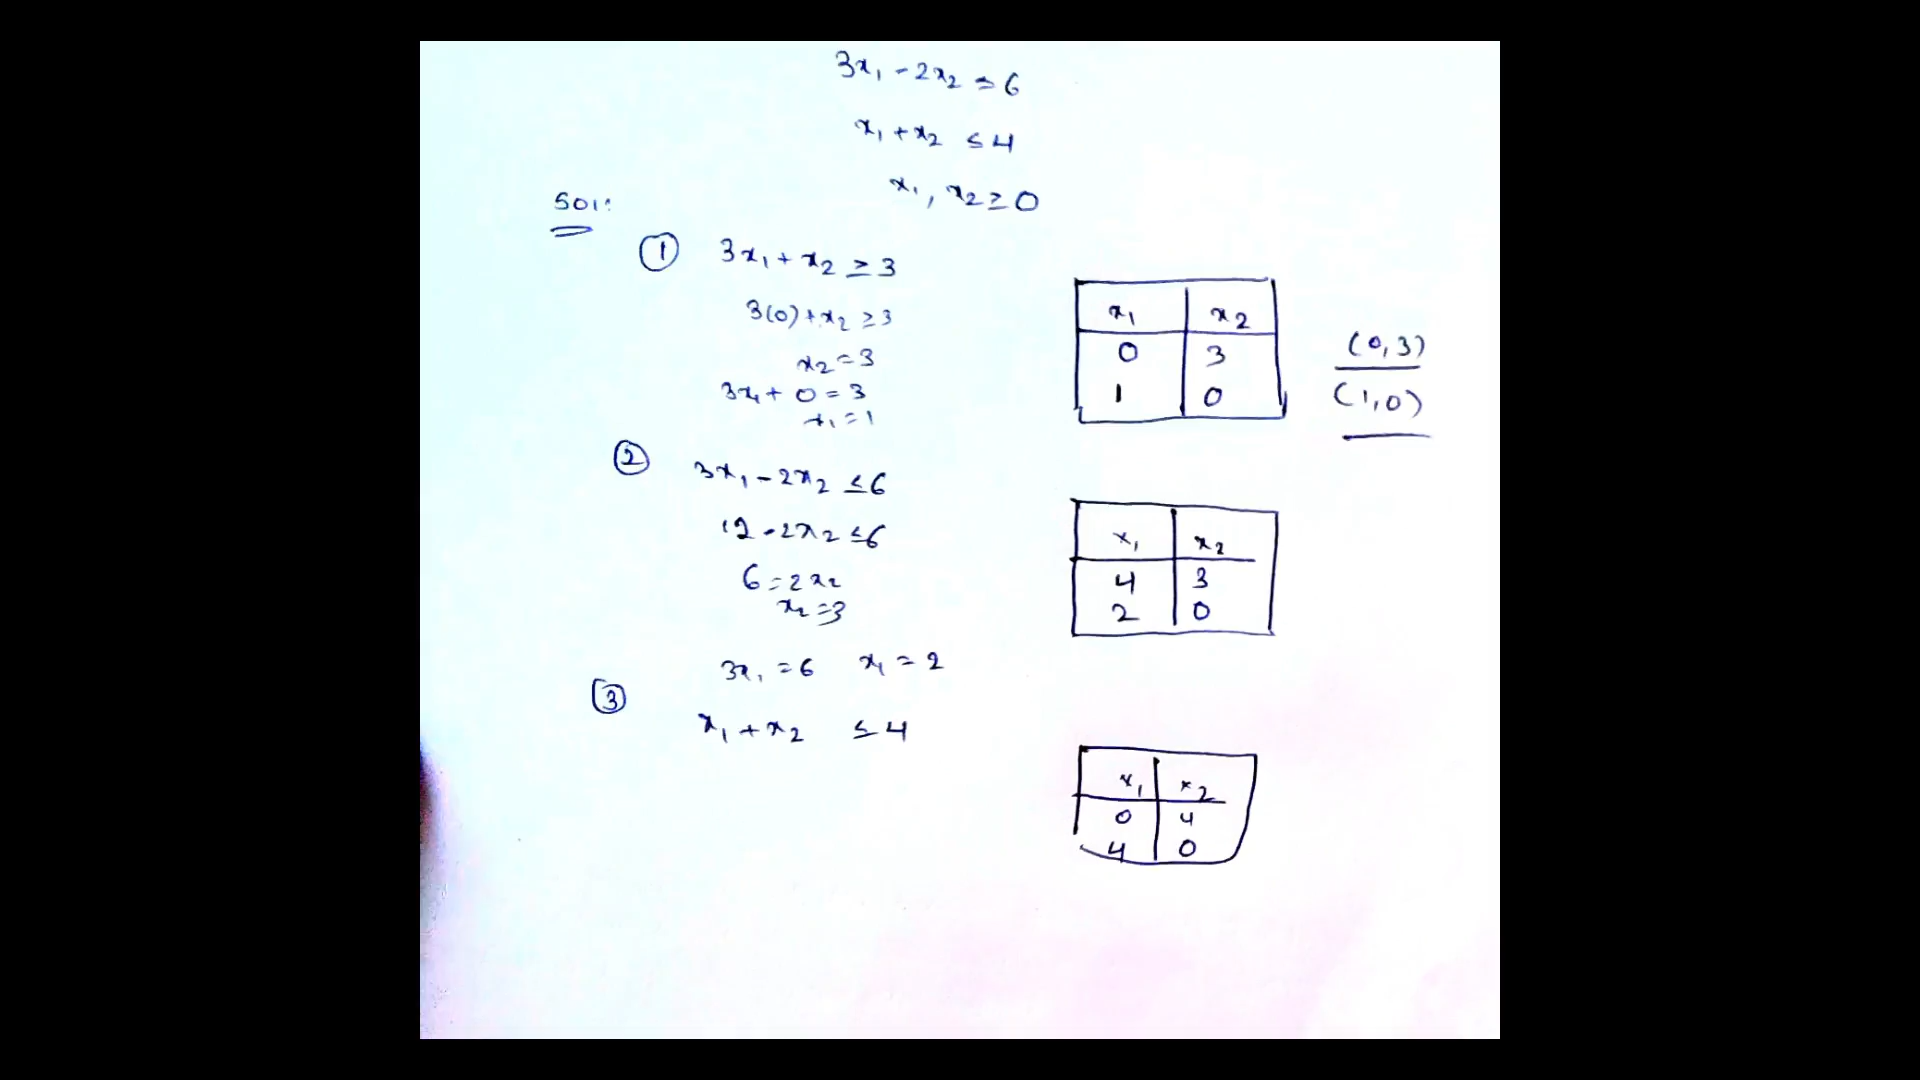 3x₁ - 2x₂ = 6
x₁ + x₂ ≤ 4
x₁, x₂ ≥ 0
Sol:
① 3x₁ + x₂ ≥ 3
3(0) + x₂ ≥ 3
x₂ = 3
3x₁ + 0 = 3
x₁ = 1
x₁ x₂
0 3
1 0
(0,3)
(1,0)
② 3x₁ - 2x₂ ≤ 6
12 - 2x₂ ≤ 6
6 = 2x₂
x₂ = 3
3x₁ = 6 x₁ = 2
x₁ x₂
4 3
2 0
③
x₁ + x₂ ≤ 4
x₁ x₂
0 4
4 0